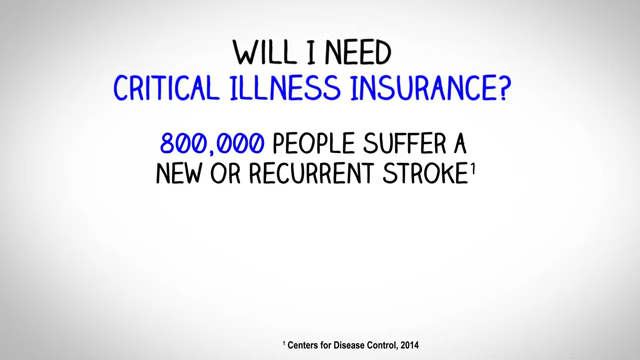 WILL I NEED
CRITICAL ILLNESS INSURANCE?
800,000 PEOPLE SUFFER A
NEW OR RECURRENT STROKE¹
¹ Centers for Disease Control, 2014